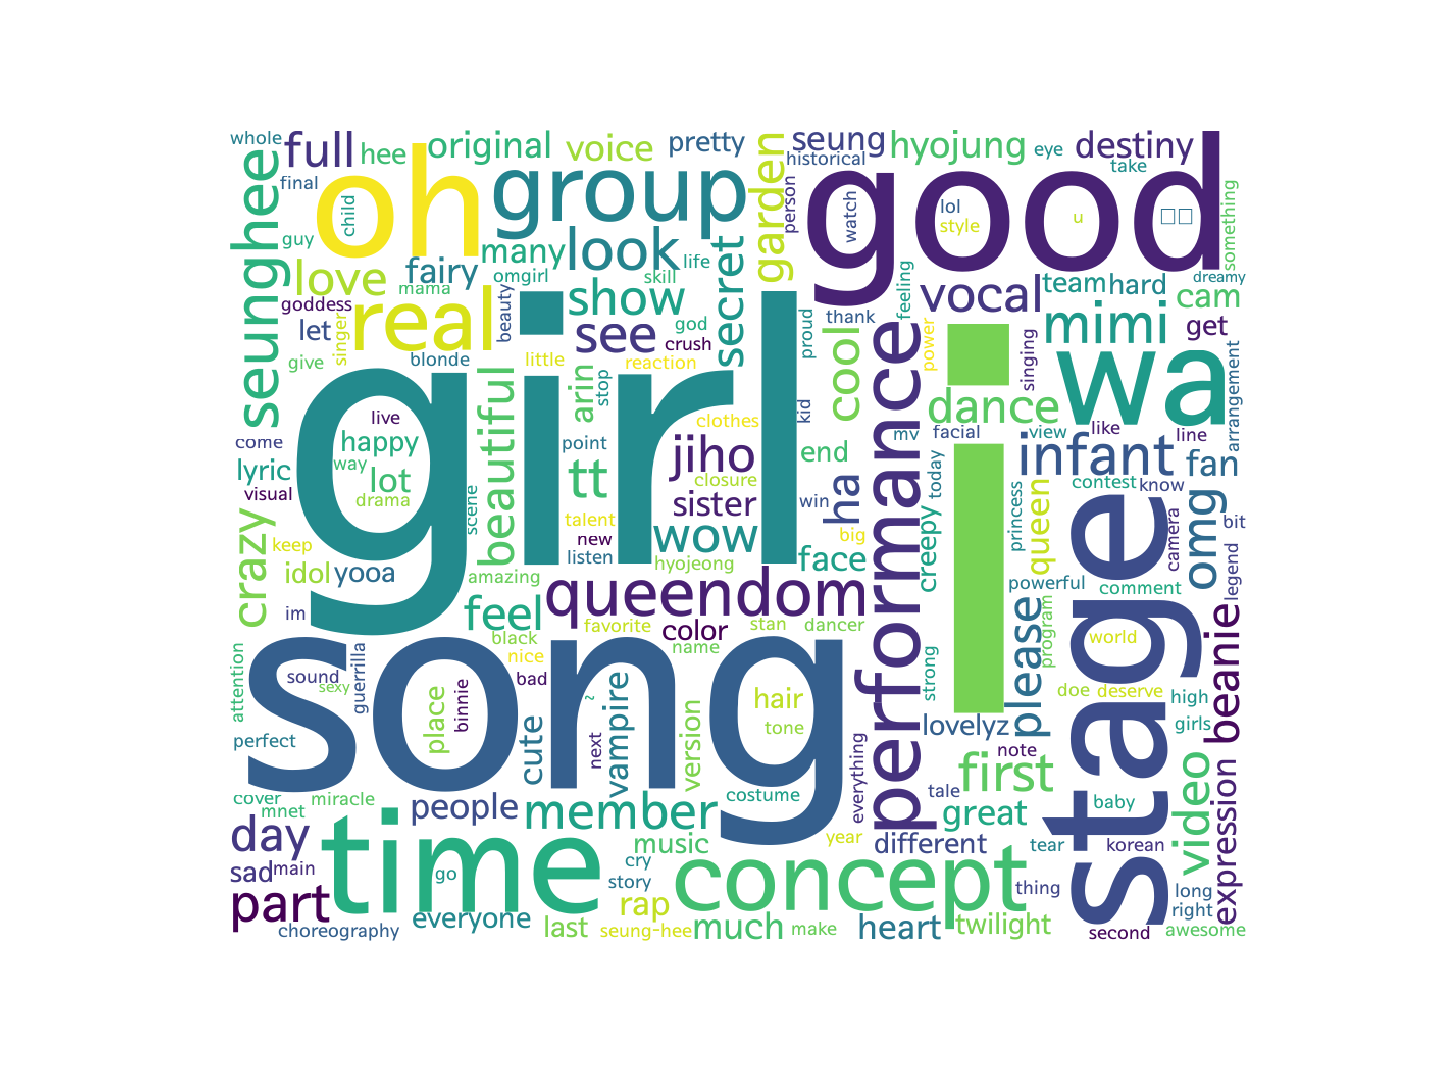 whole
full
hee
original
voice
pretty
seung
hyojung
eye
destiny
take
historical
final
oh
child
group
garden
person
good
watch
lol
style
u
something
guy
seunghee
many
look
life
secret
love
fairy
omgirl
skill
mama
goddess
beauty
show
feeling
vocal
team
hard
dreamy
cam
let
singer
real
see
god
crush
proud
thank
cool
power
i
singing
mimi
get
give
blonde
little
reaction
girl
beautiful
arin
stop
performance
dance
wa
arrangement
live
clothes
kid
come
happy
point
jiho
end
mv
facial
view
like
line
way
lyric
lot
tt
closure
infant
fan
visual
drama
scene
sister
win
ha
today
contest
know
crazy
talent
new
wow
big
creepy
princess
queen
stage
camera
omg
bit
keep
listen
hyojeong
face
idol
yooa
amazing
powerful
comment
legend
im
feel
queendom
please
program
beanie
black
favorite
color
stan
dancer
name
world
song
nice
attention
sound
sexy
guerrilla
bad
strong
doe
deserve
high
place
binnie
vampire
hair
girls
perfect
cute
next
version
tone
everything
lovelyz
note
first
video
expression
cover
miracle
costume
tale
baby
mnet
people
member
great
day
time
year
different
tear
korean
music
sad
main
go
cry
story
concept
thing
long
part
rap
right
choreography
everyone
last
seung-hee
much
make
heart
twilight
second
awesome